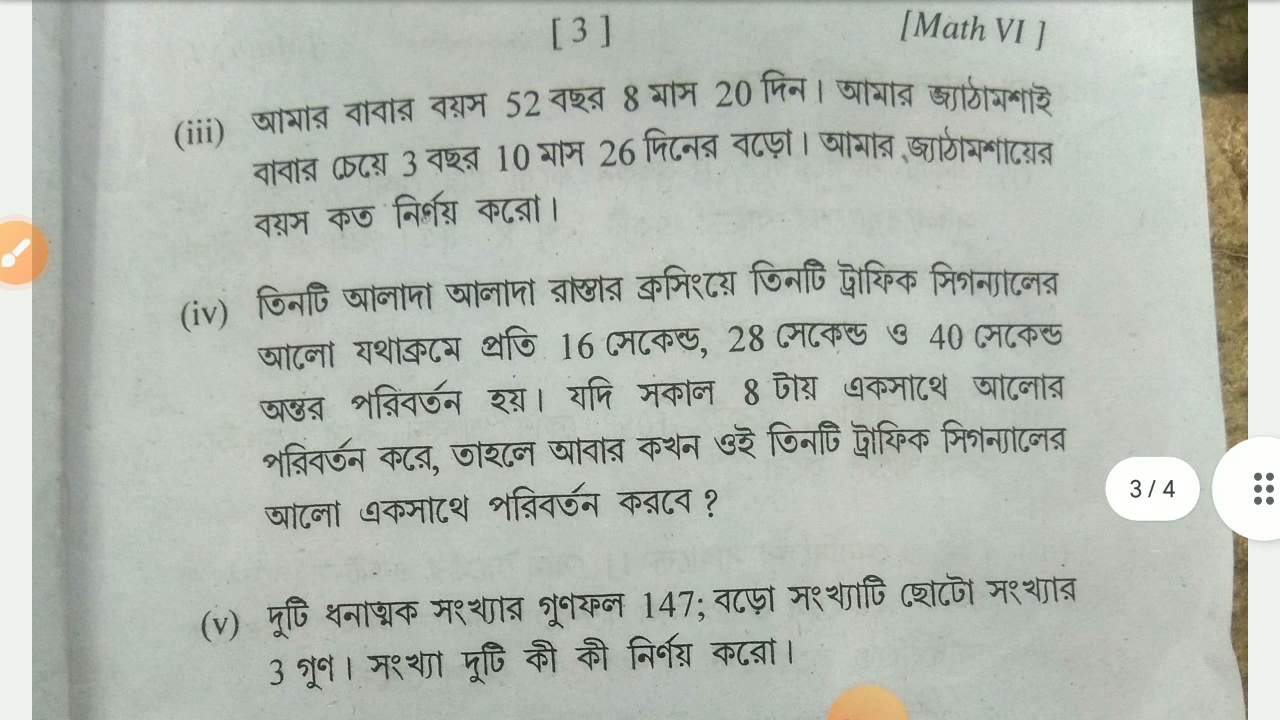 [ 3 ]
[Math VI ]
(iii) আমার বাবার বয়স 52 বছর 8 মাস 20 দিন। আমার জ্যাঠামশাই
বাবার চেয়ে 3 বছর 10 মাস 26 দিনের বড়ো। আমার জ্যাঠামশায়ের
বয়স কত নির্ণয় করো।
(iv) তিনটি আলাদা আলাদা রাস্তার ক্রসিংয়ে তিনটি ট্রাফিক সিগন্যালের
আলো যথাক্রমে প্রতি 16 সেকেন্ড, 28 সেকেন্ড ও 40 সেকেন্ড
অন্তর পরিবর্তন হয়। যদি সকাল 8 টায় একসাথে আলোর
পরিবর্তন করে, তাহলে আবার কখন ওই তিনটি ট্রাফিক সিগন্যালের
আলো একসাথে পরিবর্তন করবে ?
3 / 4
(v) দুটি ধনাত্মক সংখ্যার গুণফল 147; বড়ো সংখ্যাটি ছোটো সংখ্যার
3 গুণ। সংখ্যা দুটি কী কী নির্ণয় করো।